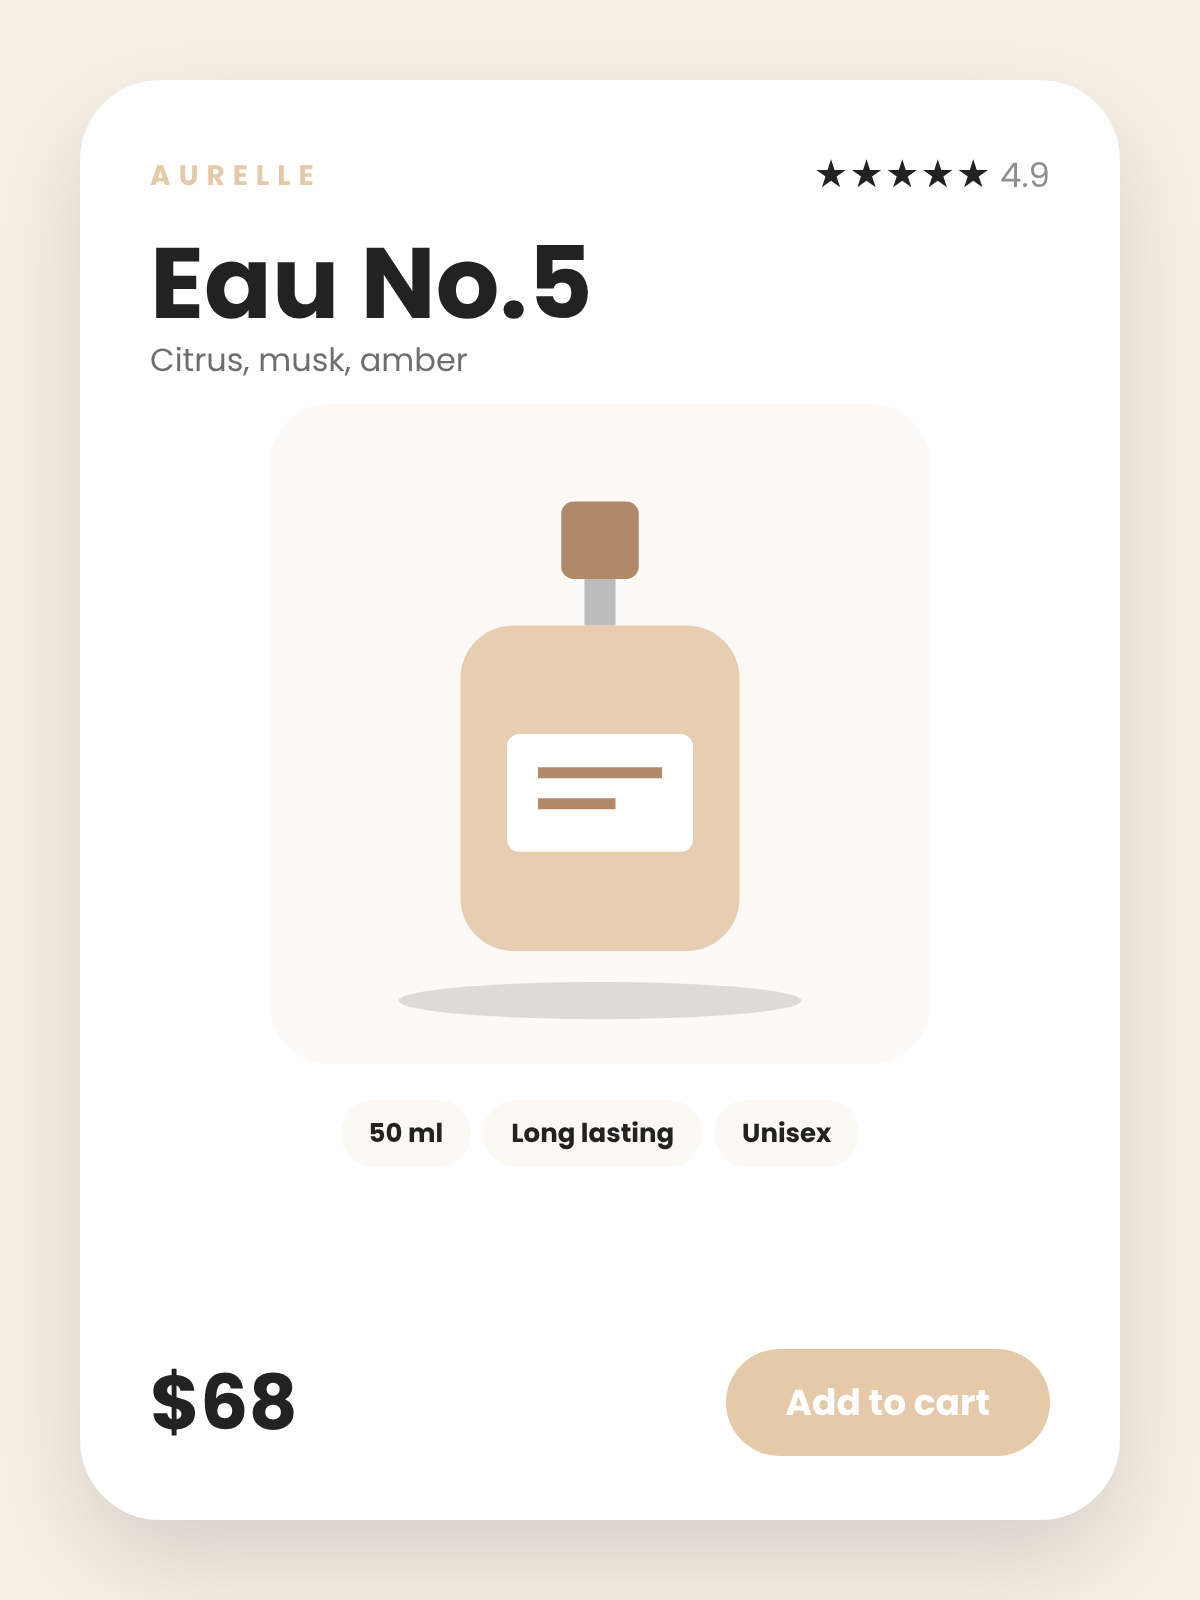 AURELLE
★★★★★ 4.9
Eau No.5
Citrus, musk, amber
50 ml
Long lasting
Unisex
$68
Add to cart